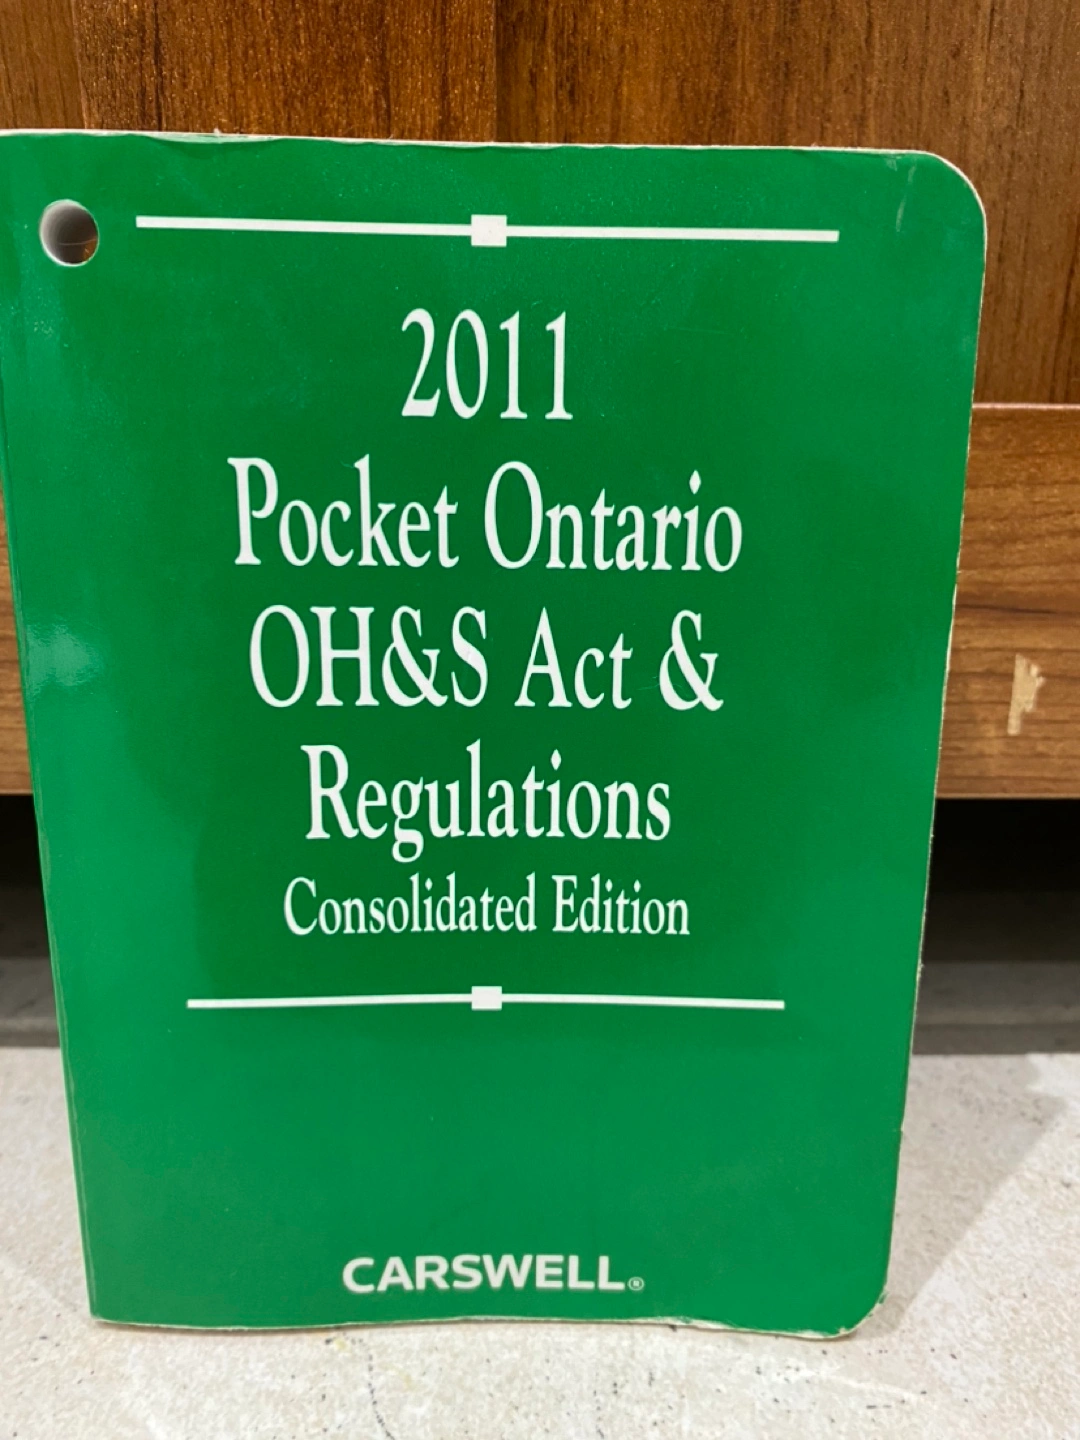 2011
Pocket Ontario
OH&S Act &
Regulations
Consolidated Edition
CARSWELL®